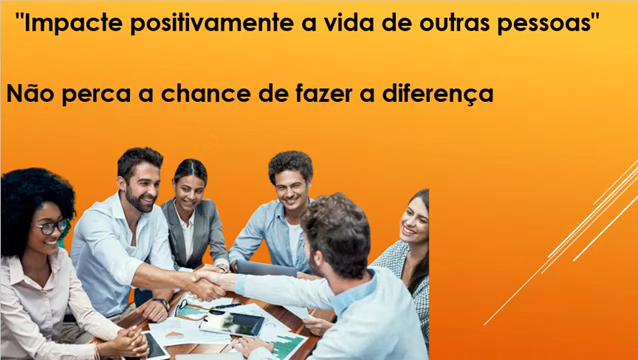 "Impacte positivamente a vida de outras pessoas"
Não perca a chance de fazer a diferença